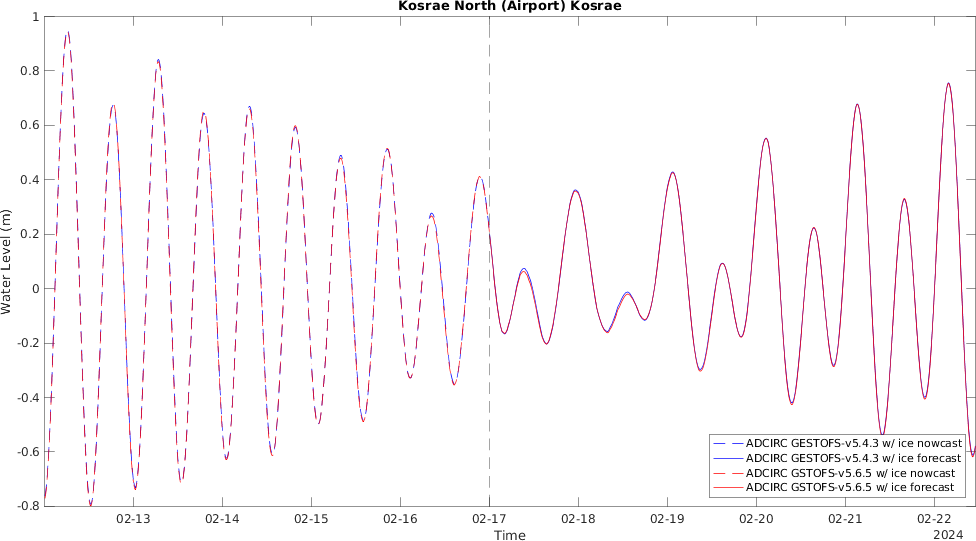 Kosrae North (Airport) Kosrae
Water Level (m)
1
0.8
0.6
0.4
0.2
0
-0.2
-0.4
-0.6
-0.8
ADCIRC GESTOFS-v5.4.3 w/ ice nowcast
ADCIRC GESTOFS-v5.4.3 w/ ice forecast
ADCIRC GSTOFS-v5.6.5 w/ ice nowcast
ADCIRC GSTOFS-v5.6.5 w/ ice forecast
02-13 02-14 02-15 02-16 02-17 02-18 02-19 02-20 02-21 02-22
Time
2024